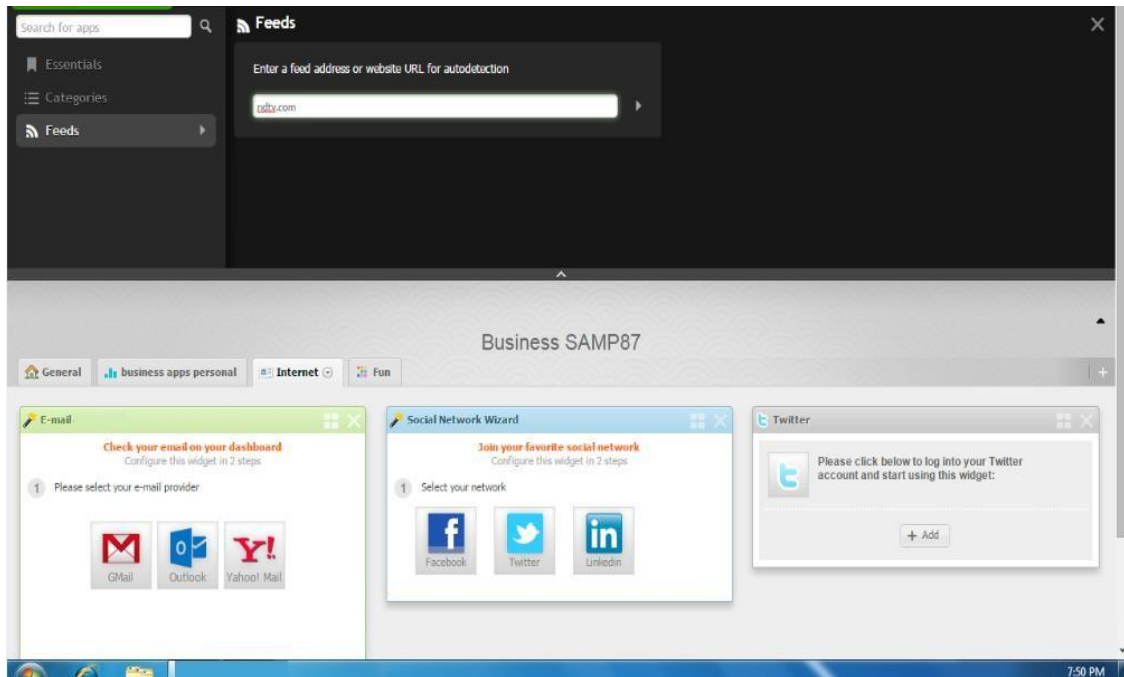 Search for apps
Feeds
Essentials
Categories
Feeds
Enter a feed address or website URL for autodetection
ndtv.com
Business SAMP87
General
business apps personal
Internet
Fun
E-mail
Check your email on your dashboard
Configure this widget in 2 steps
1 Please select your e-mail provider
GMail
Outlook
Yahoo! Mail
Social Network Wizard
Join your favorite social network
Configure this widget in 2 steps
1 Select your network
Facebook
Twitter
Linkedin
Twitter
Please click below to log into your Twitter
account and start using this widget:
+ Add
7:50 PM